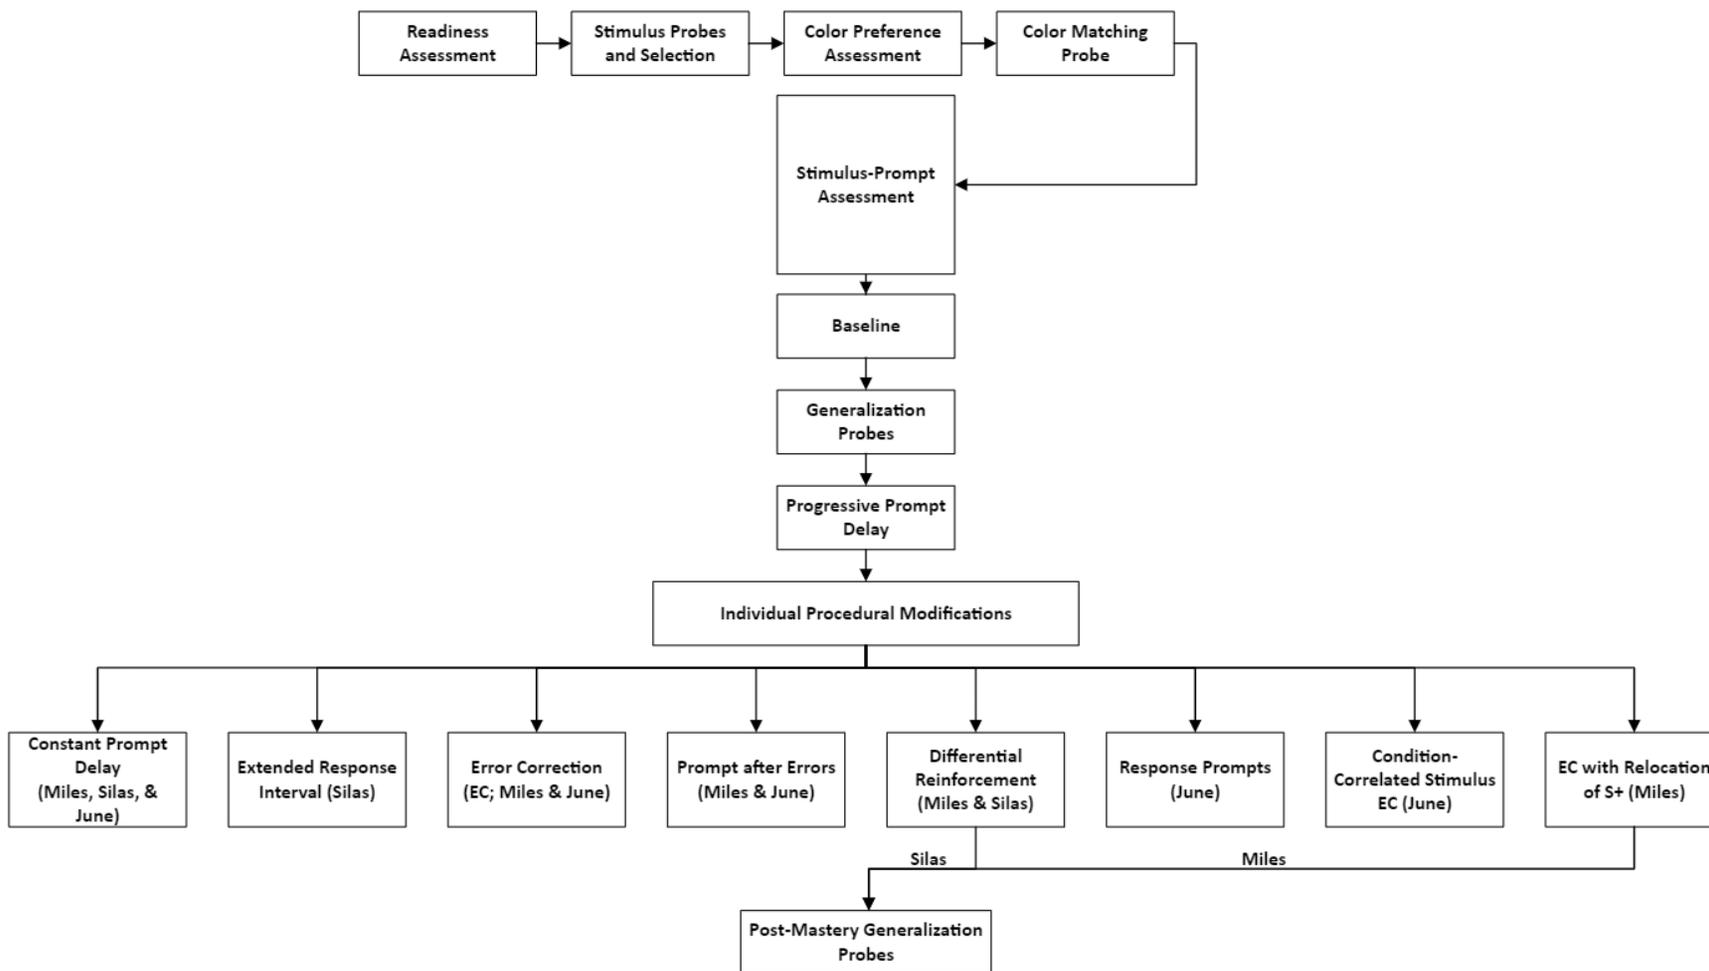 Readiness
Assessment
Stimulus Probes
and Selection
Color Preference
Assessment
Color Matching
Probe
Stimulus-Prompt
Assessment
Baseline
Generalization
Probes
Progressive Prompt
Delay
Individual Procedural Modifications
Constant Prompt
Delay
(Miles, Silas, &
June)
Extended Response
Interval (Silas)
Error Correction
(EC; Miles & June)
Prompt after Errors
(Miles & June)
Differential
Reinforcement
(Miles & Silas)
Response Prompts
(June)
Condition-
Correlated Stimulus
EC (June)
EC with Relocation
of S+ (Miles)
Silas
Miles
Post-Mastery Generalization
Probes